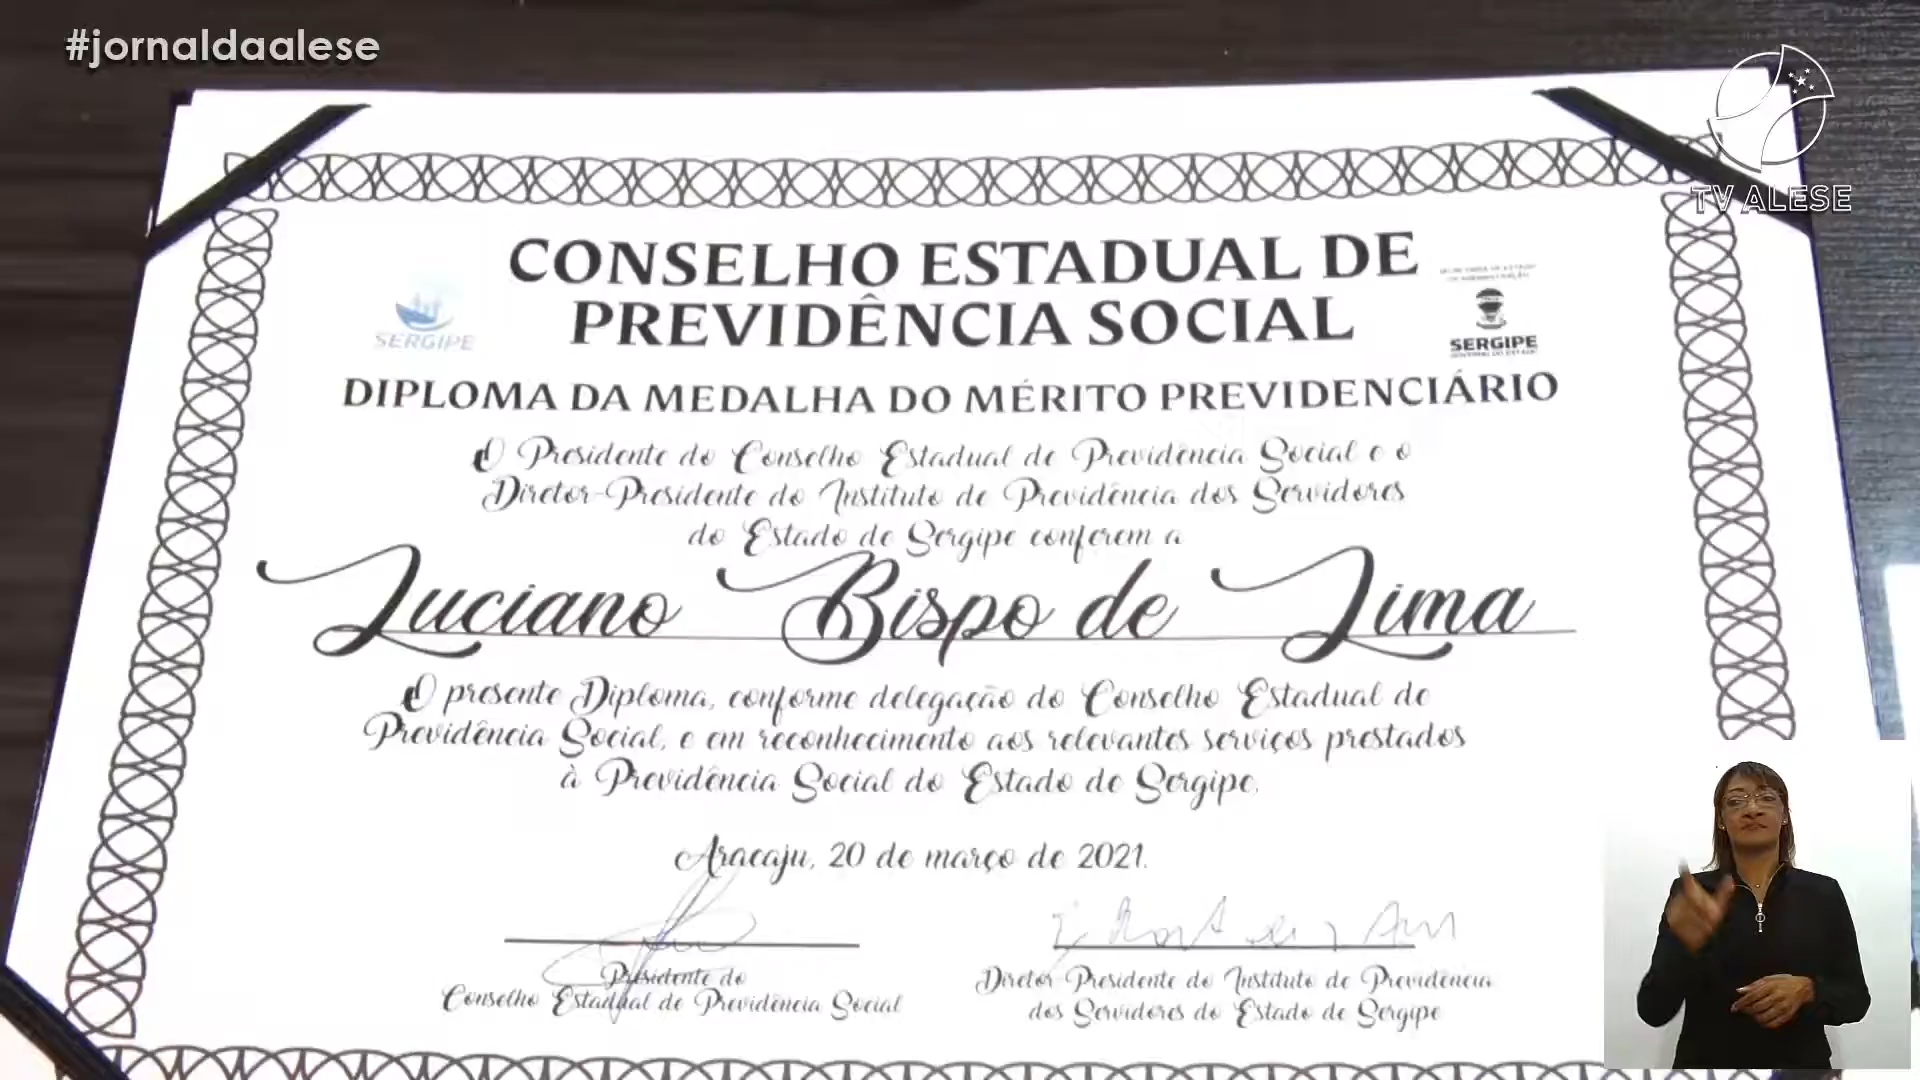 #jornaldaalese
TV ALESE
CONSELHO ESTADUAL DE
PREVIDÊNCIA SOCIAL
SERGIPE
SERGIPE
DIPLOMA DA MEDALHA DO MÉRITO PREVIDENCIÁRIO
O Presidente do Conselho Estadual de Previdência Social e o
Diretor-Presidente do Instituto de Previdência dos Servidores
do Estado de Sergipe conferem a
Luciano Bispo de Lima
O presente Diploma, conforme delegação do Conselho Estadual de
Previdência Social, e em reconhecimento aos relevantes serviços prestados
à Previdência Social do Estado de Sergipe.
Aracaju, 20 de março de 2021.
Presidente do
Conselho Estadual de Previdência Social
Diretor-Presidente do Instituto de Previdência
dos Servidores do Estado de Sergipe